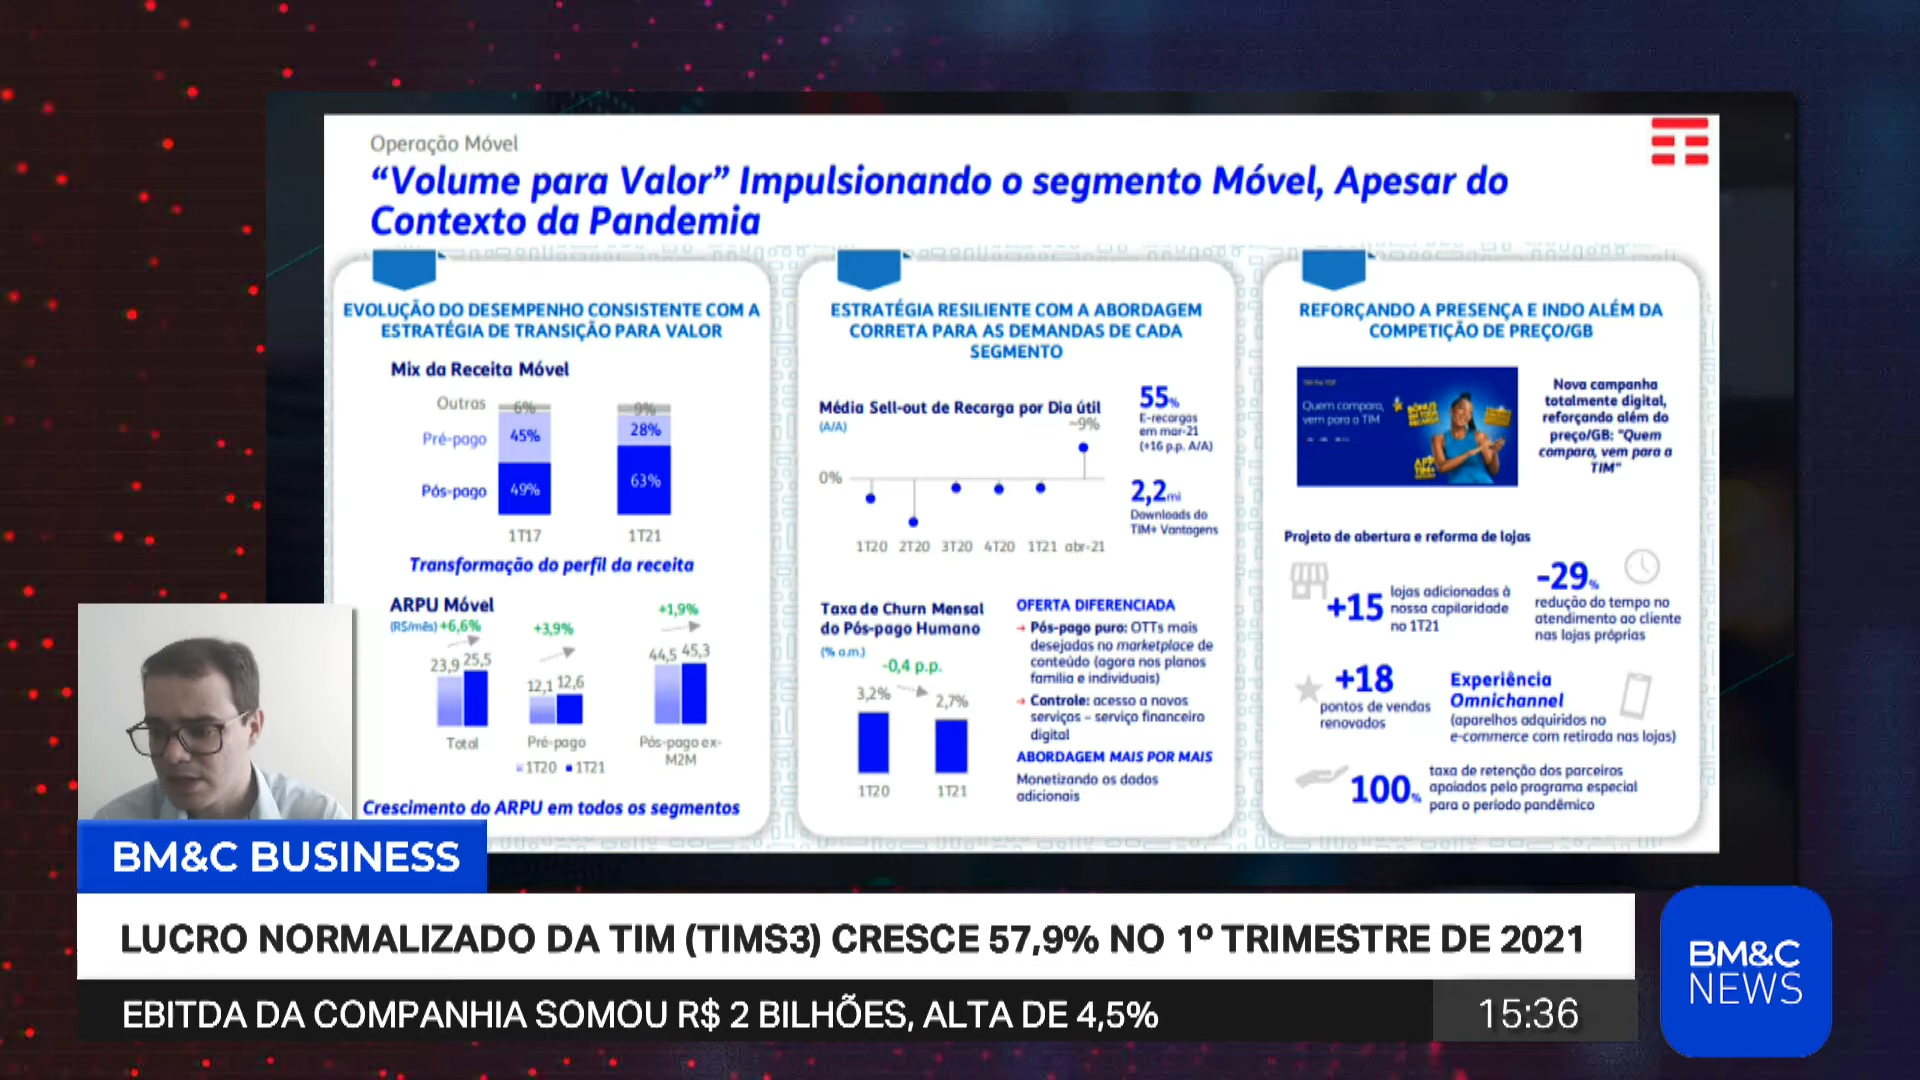 Operação Móvel
“Volume para Valor” Impulsionando o segmento Móvel, Apesar do
Contexto da Pandemia
EVOLUÇÃO DO DESEMPENHO CONSISTENTE COM A
ESTRATÉGIA DE TRANSIÇÃO PARA VALOR
Mix da Receita Móvel
Outras 6% 9%
Pré-pago 45% 28%
Pós-pago 49% 63%
1T17 1T21
Transformação do perfil da receita
ARPU Móvel
(R$/mês) +6,6% +3,9% +1,9%
23,9 25,5 12,1 12,6 44,5 45,3
Total Pré-pago Pós-pago ex-
M2M
1T20 1T21
Crescimento do ARPU em todos os segmentos
ESTRATÉGIA RESILIENTE COM A ABORDAGEM
CORRETA PARA AS DEMANDAS DE CADA
SEGMENTO
Média Sell-out de Recarga por Dia útil
(A/A)
~9%
0%
1T20 2T20 3T20 4T20 1T21 abr-21
55%
E-recargas
em mar-21
(+16 p.p. A/A)
2,2mi
Downloads do
TIM+ Vantagens
Taxa de Churn Mensal
do Pós-pago Humano
(% a.m.)
-0,4 p.p.
3,2% 2,7%
1T20 1T21
OFERTA DIFERENCIADA
→ Pós-pago puro: OTTs mais
desejadas no marketplace de
conteúdo (agora nos planos
família e individuais)
→ Controle: acesso a novos
serviços – serviço financeiro
digital
ABORDAGEM MAIS POR MAIS
Monetizando os dados
adicionais
REFORÇANDO A PRESENÇA E INDO ALÉM DA
COMPETIÇÃO DE PREÇO/GB
Quem compara,
vem para a TIM
Nova campanha
totalmente digital,
reforçando além do
preço/GB: "Quem
compara, vem para a
TIM"
Projeto de abertura e reforma de lojas
+15 lojas adicionadas à
nossa capilaridade
no 1T21
-29%
redução do tempo no
atendimento ao cliente
nas lojas próprias
+18
pontos de vendas
renovados
Experiência
Omnichannel
(aparelhos adquiridos no
e-commerce com retirada nas lojas)
100% taxa de retenção dos parceiros
apoiados pelo programa especial
para o período pandêmico
BM&C BUSINESS
LUCRO NORMALIZADO DA TIM (TIMS3) CRESCE 57,9% NO 1º TRIMESTRE DE 2021
EBITDA DA COMPANHIA SOMOU R$ 2 BILHÕES, ALTA DE 4,5%
15:36
BM&C
NEWS